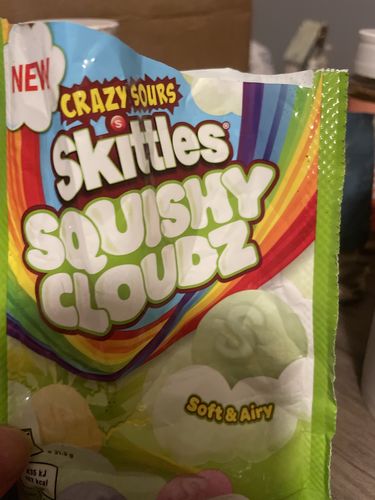 NEW
CRAZY SOURS
Skittles
SQUISHY
CLOUDZ
Soft & Airy